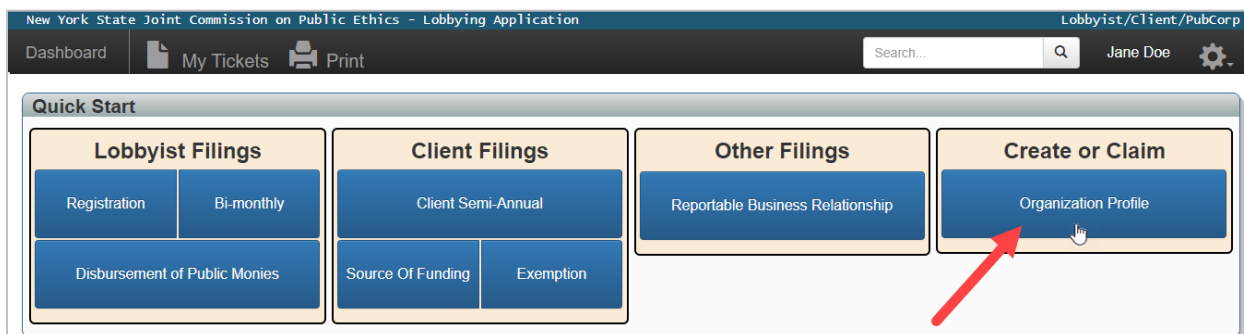 New York State Joint Commission on Public Ethics - Lobbying Application Lobbyist/Client/PubCorp
Dashboard My Tickets Print Search... Jane Doe
Quick Start
Lobbyist Filings Client Filings Other Filings Create or Claim
Registration Bi-monthly Client Semi-Annual Reportable Business Relationship Organization Profile
Disbursement of Public Monies Source Of Funding Exemption